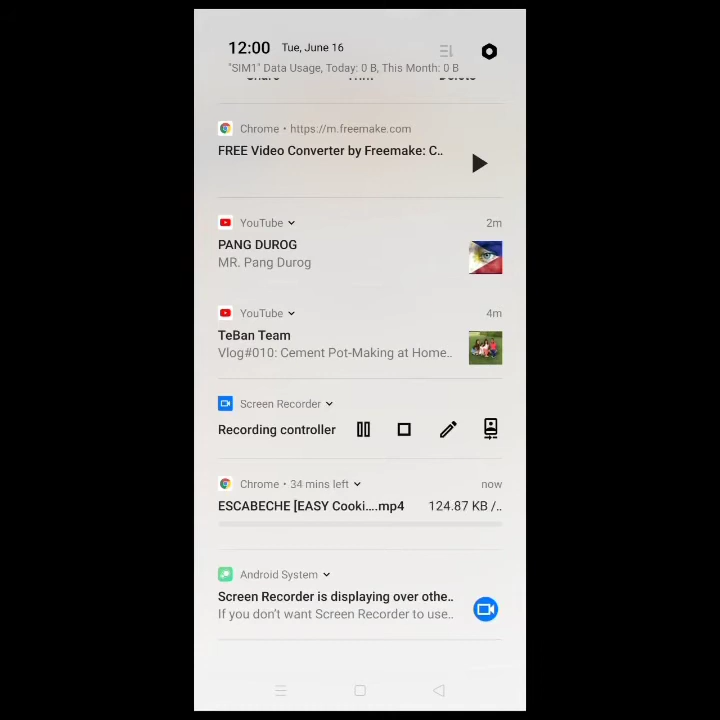 12:00 Tue, June 16
"SIM1" Data Usage, Today: 0 B, This Month: 0 B
Chrome • https://m.freemake.com
FREE Video Converter by Freemake: C..
YouTube 2m
PANG DUROG
MR. Pang Durog
YouTube 4m
TeBan Team
Vlog#010: Cement Pot-Making at Home..
Screen Recorder
Recording controller
Chrome • 34 mins left now
ESCABECHE [EASY Cooki....mp4 124.87 KB /..
Android System
Screen Recorder is displaying over othe..
If you don't want Screen Recorder to use..